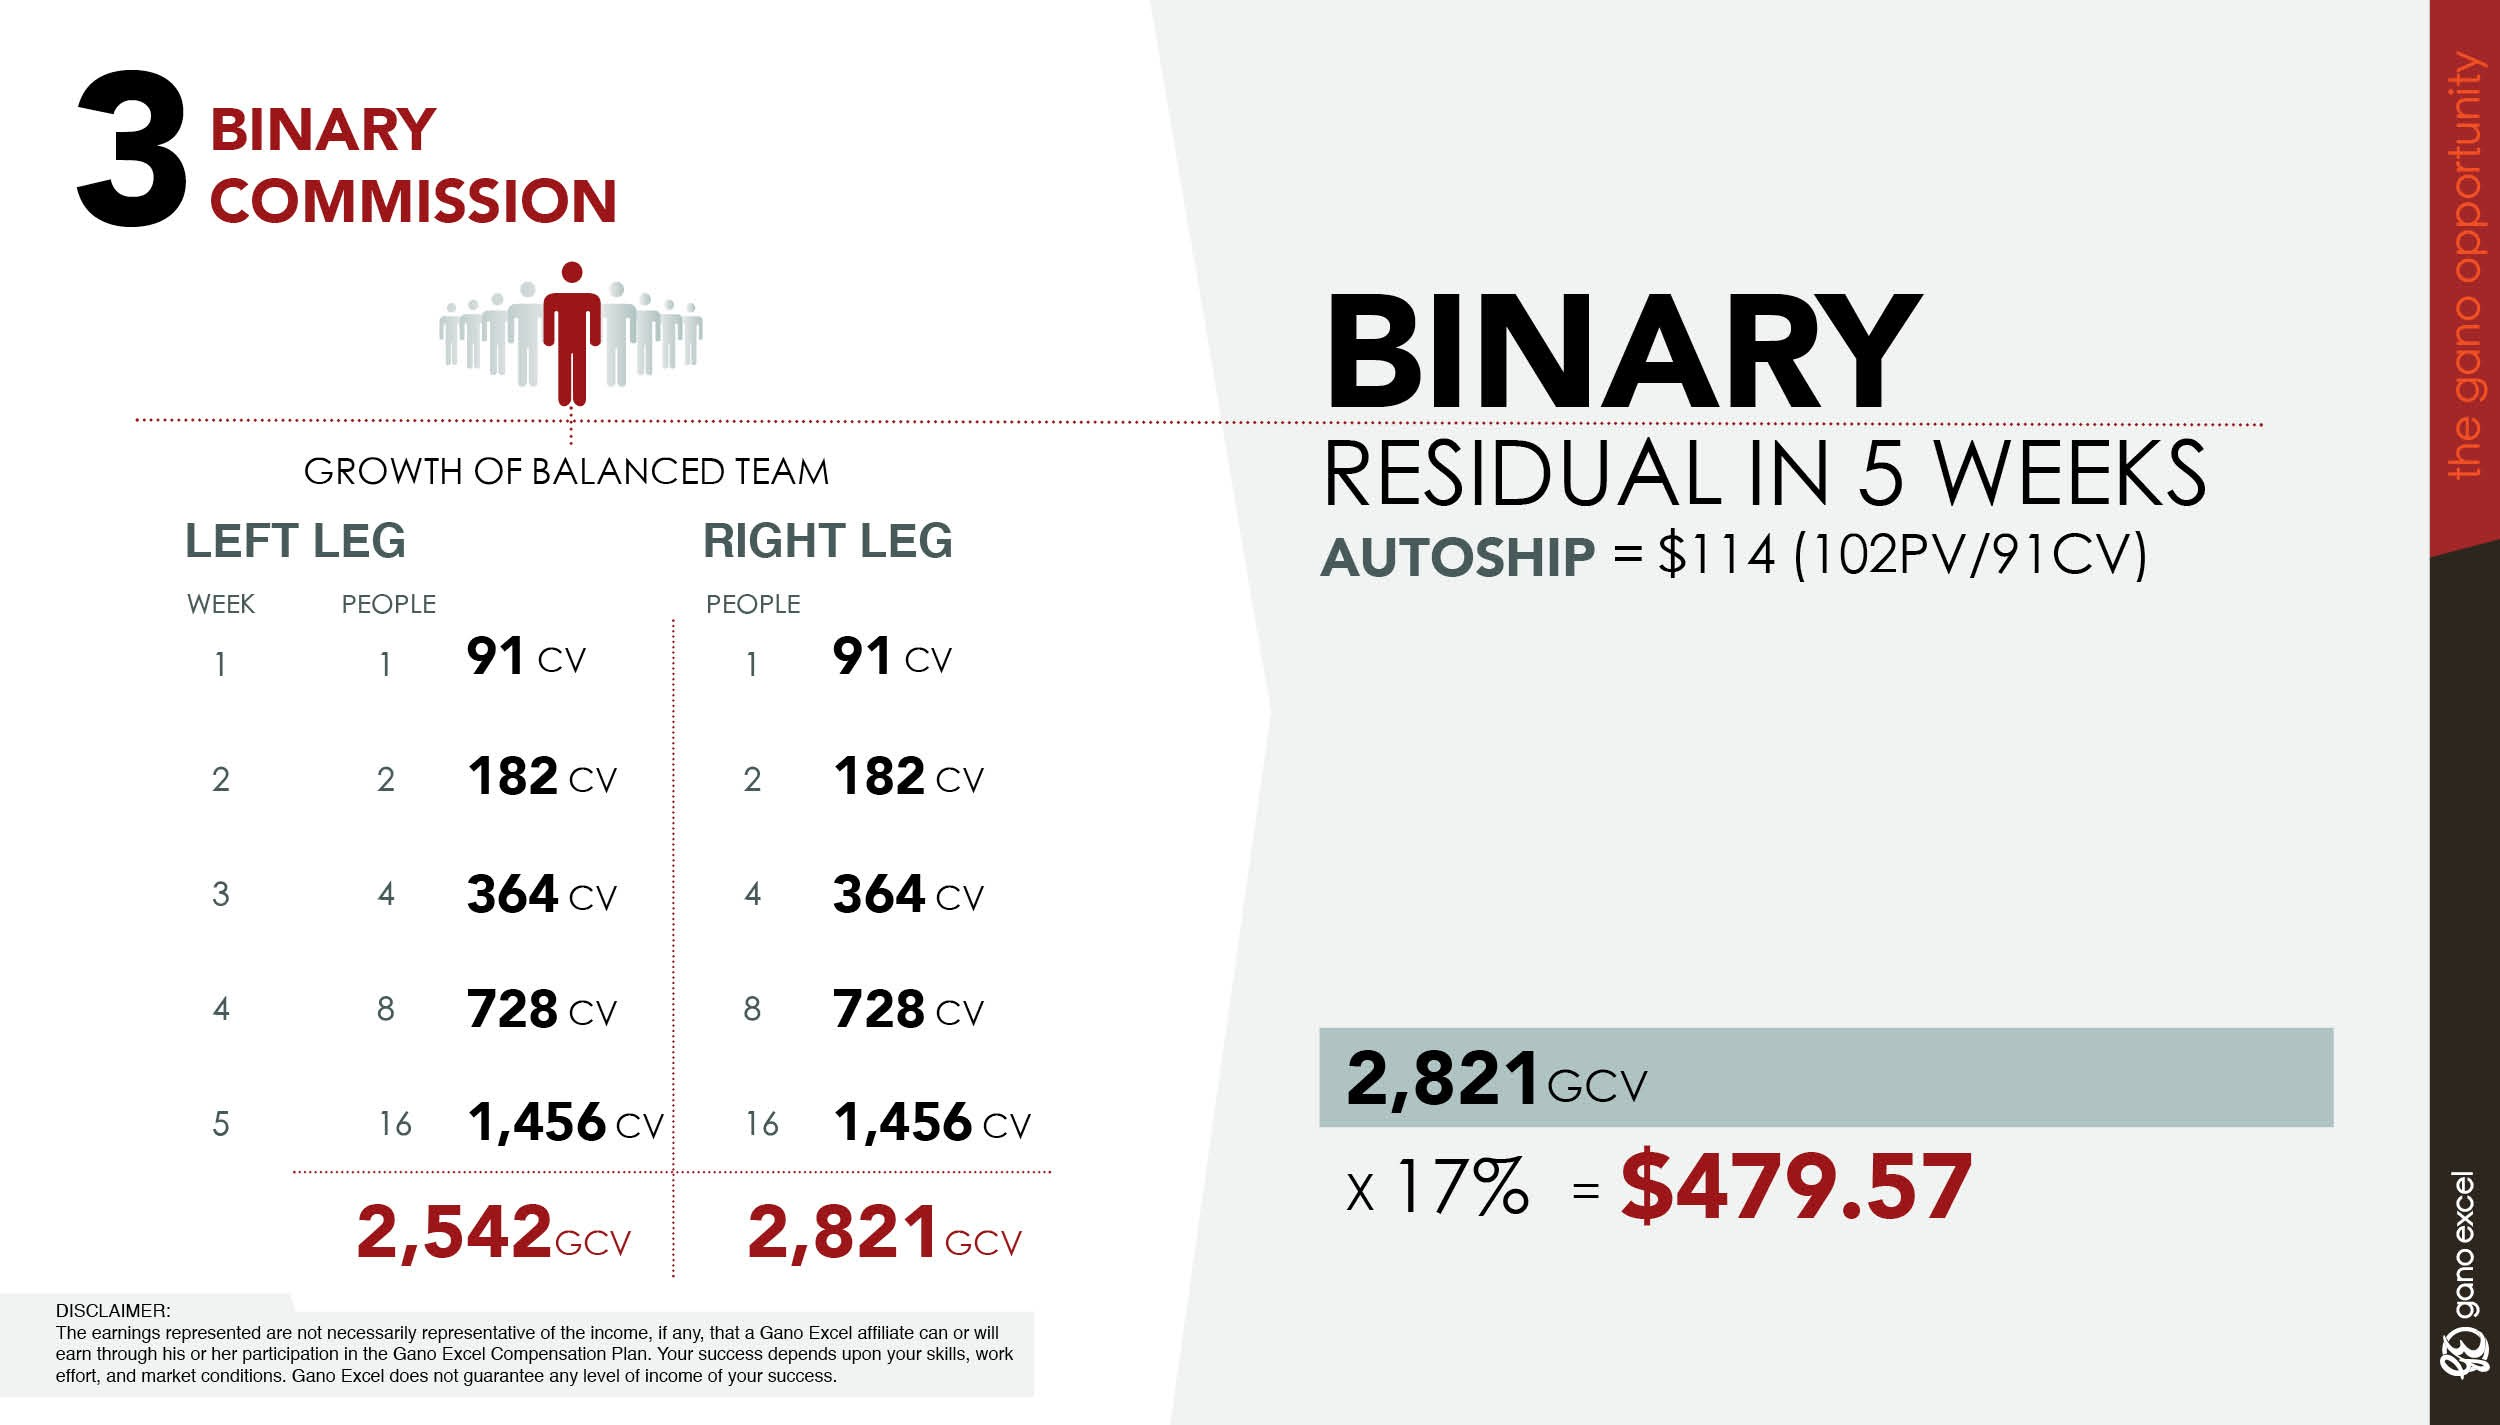 3
BINARY
COMMISSION
GROWTH OF BALANCED TEAM
LEFT LEG RIGHT LEG
WEEK PEOPLE PEOPLE
1 1 91 CV 1 91 CV
2 2 182 CV 2 182 CV
3 4 364 CV 4 364 CV
4 8 728 CV 8 728 CV
5 16 1,456 CV 16 1,456 CV
2,542GCV 2,821GCV
DISCLAIMER:
The earnings represented are not necessarily representative of the income, if any, that a Gano Excel affiliate can or will
earn through his or her participation in the Gano Excel Compensation Plan. Your success depends upon your skills, work
effort, and market conditions. Gano Excel does not guarantee any level of income of your success.
BINARY
RESIDUAL IN 5 WEEKS
AUTOSHIP = $114 (102PV/91CV)
2,821GCV
x 17% = $479.57
the gano opportunity
gano excel